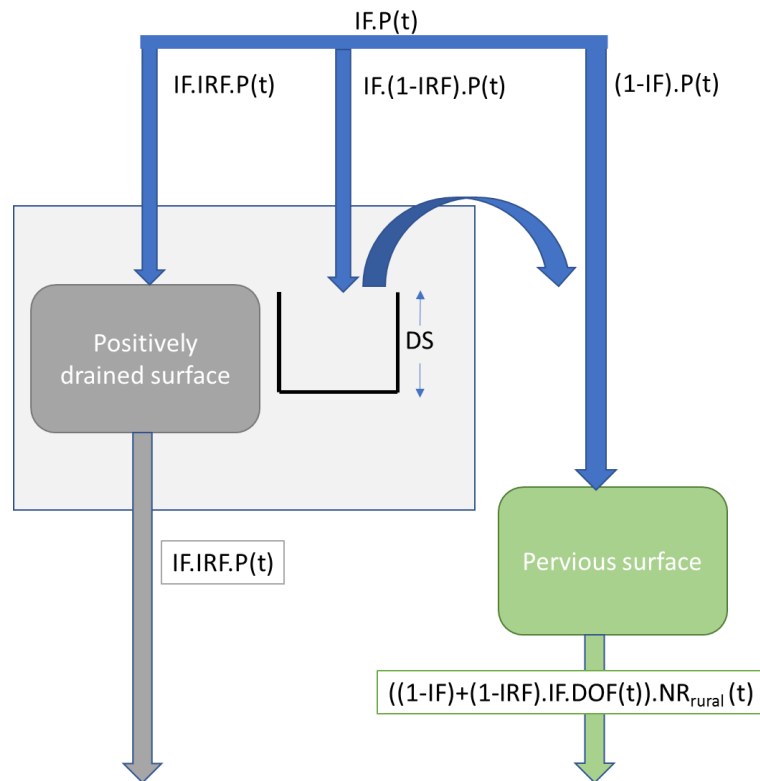 IF.P(t)
IF.IRF.P(t)
IF.(1-IRF).P(t)
(1-IF).P(t)
Positively
drained surface
DS
IF.IRF.P(t)
Pervious surface
((1-IF)+(1-IRF).IF.DOF(t)).NRrural (t)